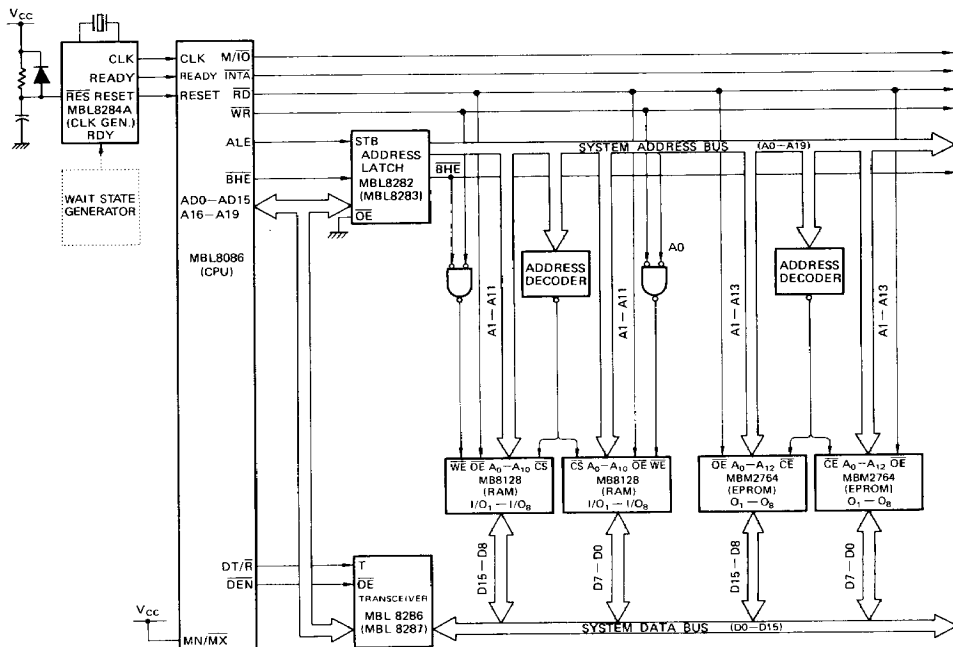 VCC
CLK
READY
RES RESET
MBL8284A
(CLK GEN.)
RDY
WAIT STATE
GENERATOR
CLK M/IO
READY INTA
RESET RD
WR
ALE
BHE
AD0–AD15
A16–A19
MBL8086
(CPU)
DT/R
DEN
VCC
MN/MX
STB
ADDRESS
LATCH
MBL8282
(MBL8283)
OE
BHE
SYSTEM ADDRESS BUS (A0–A19)
A0
ADDRESS
DECODER
ADDRESS
DECODER
A1–A11
A1–A11
A1–A13
A1–A13
WE OE A0–A10 CS
MB8128
(RAM)
I/O1–I/O8
CS A0–A10 OE WE
MB8128
(RAM)
I/O1–I/O8
OE A0–A12 CE
MBM2764
(EPROM)
O1–O8
CE A0–A12 OE
MBM2764
(EPROM)
O1–O8
D15–D8
D7–D0
D15–D8
D7–D0
T
OE
TRANSCEIVER
MBL 8286
(MBL 8287)
SYSTEM DATA BUS (D0–D15)